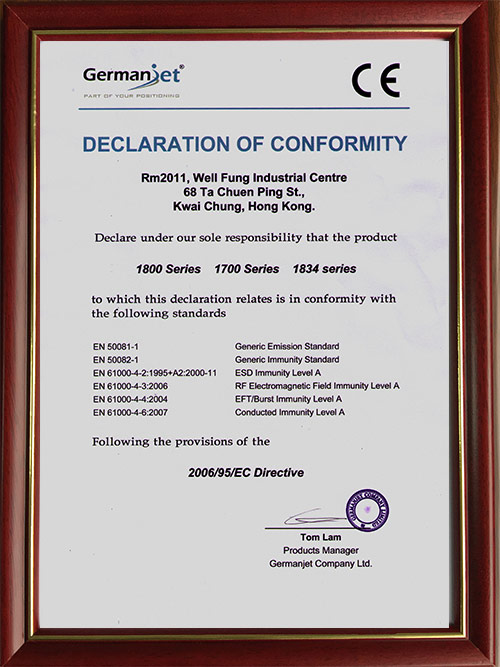 Germanjet®
PART OF YOUR POSITIONING
CE
DECLARATION OF CONFORMITY
Rm2011, Well Fung Industrial Centre
68 Ta Chuen Ping St.,
Kwai Chung, Hong Kong.
Declare under our sole responsibility that the product
1800 Series 1700 Series 1834 series
to which this declaration relates is in conformity with
the following standards
EN 50081-1 Generic Emission Standard
EN 50082-1 Generic Immunity Standard
EN 61000-4-2:1995+A2:2000-11 ESD Immunity Level A
EN 61000-4-3:2006 RF Electromagnetic Field Immunity Level A
EN 61000-4-4:2004 EFT/Burst Immunity Level A
EN 61000-4-6:2007 Conducted Immunity Level A
Following the provisions of the
2006/95/EC Directive
GERMANJET COMPANY LIMITED
Tom Lam
Products Manager
Germanjet Company Ltd.